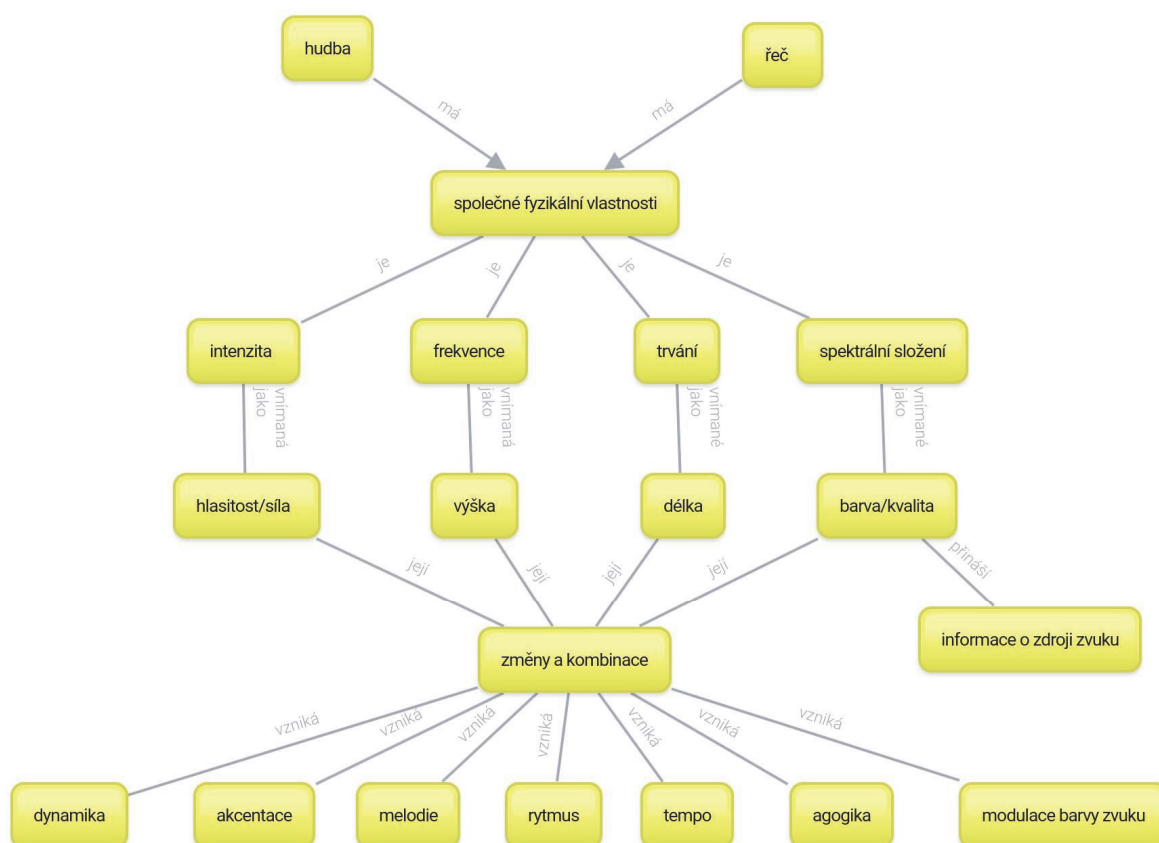 hudba
řeč
má
má
společné fyzikální vlastnosti
je
je
je
je
intenzita
frekvence
trvání
spektrální složení
vnímaná
jako
vnímaná
jako
vnímané
jako
vnímané
jako
hlasitost/síla
výška
délka
barva/kvalita
její
její
její
její
přináší
informace o zdroji zvuku
změny a kombinace
vzniká
vzniká
vzniká
vzniká
vzniká
vzniká
vzniká
dynamika
akcentace
melodie
rytmus
tempo
agogika
modulace barvy zvuku